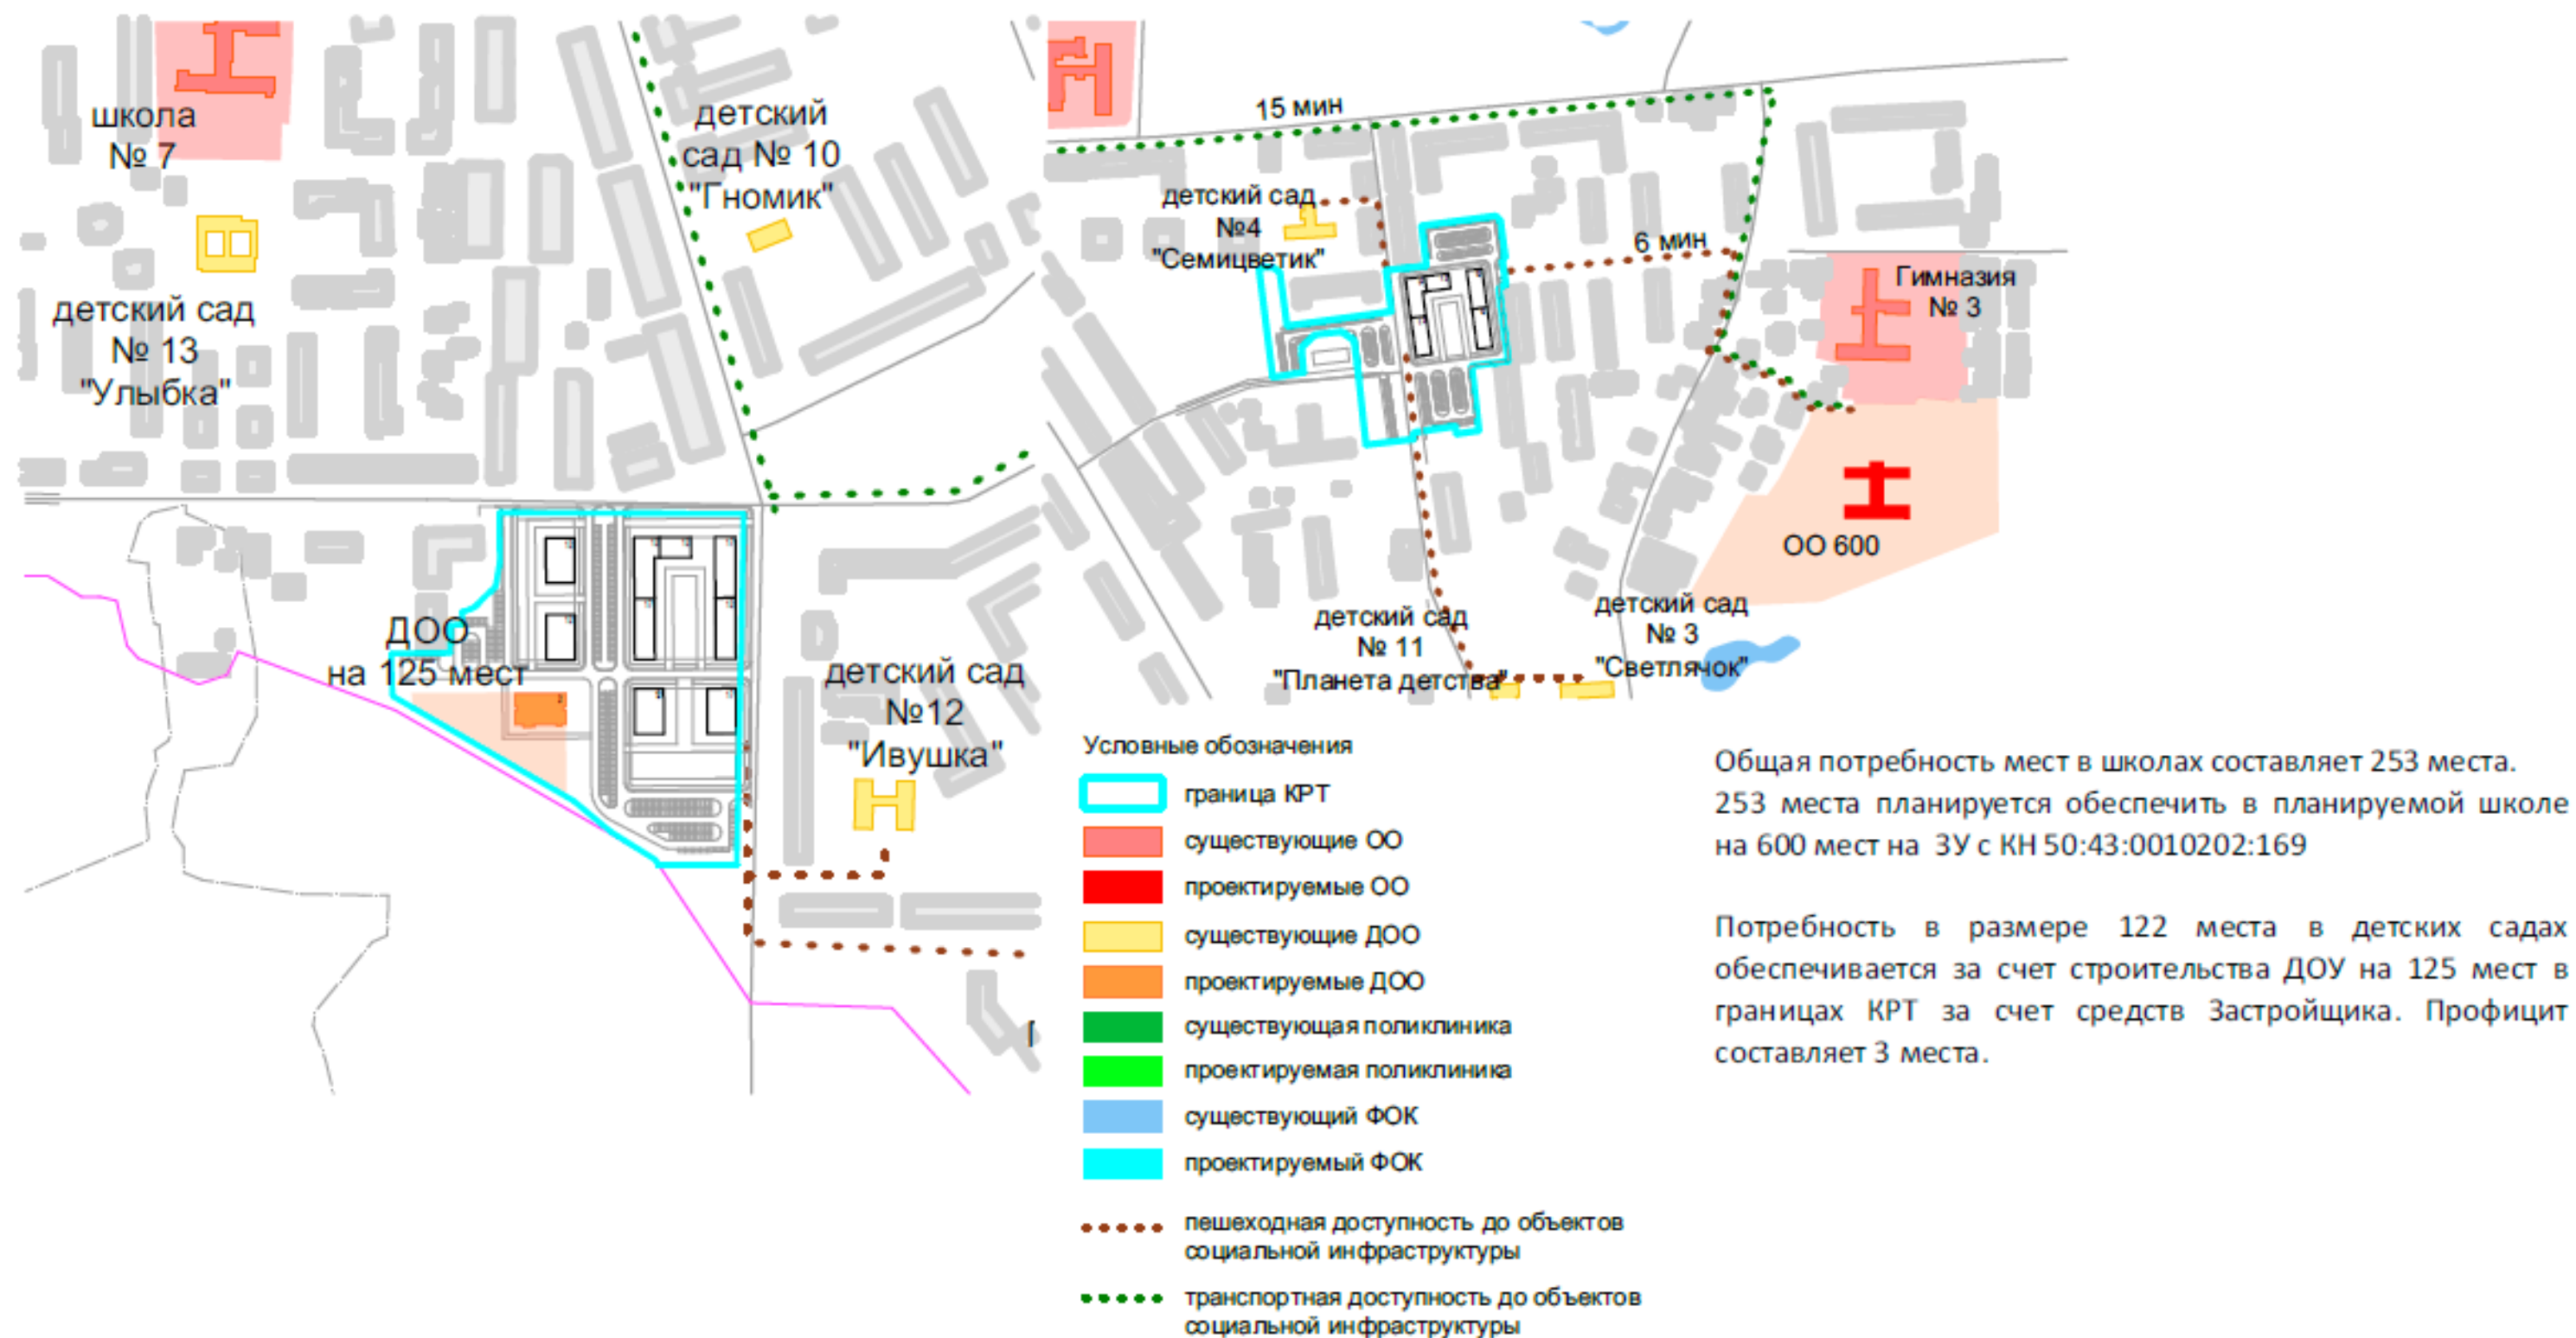 школа
№ 7
детский сад
№ 13
"Улыбка"
детский
сад № 10
"Гномик"
ДОО
на 125 мест
детский сад
№12
"Ивушка"
15 мин
детский сад
№4
"Семицветик"
6 мин
Гимназия
№ 3
ОО 600
детский сад
№ 11
"Планета детства"
детский сад
№ 3
"Светлячок"
Условные обозначения
граница КРТ
существующие ОО
проектируемые ОО
существующие ДОО
проектируемые ДОО
существующая поликлиника
проектируемая поликлиника
существующий ФОК
проектируемый ФОК
пешеходная доступность до объектов
социальной инфраструктуры
транспортная доступность до объектов
социальной инфраструктуры
Общая потребность мест в школах составляет 253 места.
253 места планируется обеспечить в планируемой школе
на 600 мест на ЗУ с КН 50:43:0010202:169
Потребность в размере 122 места в детских садах
обеспечивается за счет строительства ДОУ на 125 мест в
границах КРТ за счет средств Застройщика. Профицит
составляет 3 места.